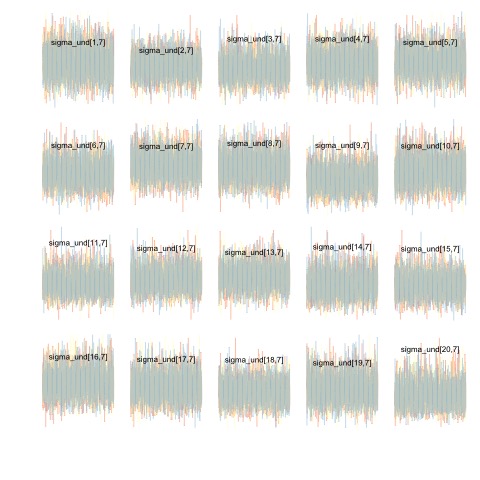 sigma_und[1,7]
sigma_und[2,7]
sigma_und[3,7]
sigma_und[4,7]
sigma_und[5,7]
sigma_und[6,7]
sigma_und[7,7]
sigma_und[8,7]
sigma_und[9,7]
sigma_und[10,7]
sigma_und[11,7]
sigma_und[12,7]
sigma_und[13,7]
sigma_und[14,7]
sigma_und[15,7]
sigma_und[16,7]
sigma_und[17,7]
sigma_und[18,7]
sigma_und[19,7]
sigma_und[20,7]